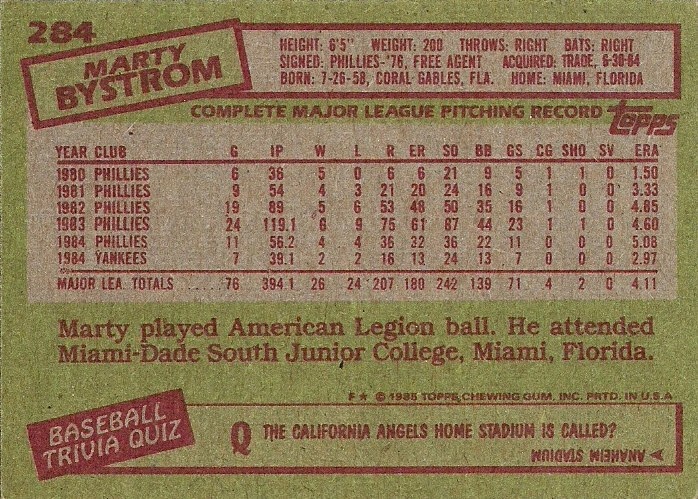 284
MARTY
BYSTROM
HEIGHT: 6'5" WEIGHT: 200 THROWS: RIGHT BATS: RIGHT
SIGNED: PHILLIES-'76, FREE AGENT ACQUIRED: TRADE, 6-30-84
BORN: 7-26-58, CORAL GABLES, FLA. HOME: MIAMI, FLORIDA
COMPLETE MAJOR LEAGUE PITCHING RECORD
Topps
YEAR CLUB G IP W L R ER SO BB GS CG SHO SV ERA
1980 PHILLIES 6 36 5 0 6 6 21 9 5 1 1 0 1.50
1981 PHILLIES 9 54 4 3 21 20 24 16 9 1 0 0 3.33
1982 PHILLIES 19 89 5 6 53 48 50 35 16 1 0 0 4.85
1983 PHILLIES 24 119.1 6 9 75 61 87 44 23 1 1 0 4.60
1984 PHILLIES 11 56.2 4 4 36 32 36 22 11 0 0 0 5.08
1984 YANKEES 7 39.1 2 2 16 13 24 13 7 0 0 0 2.97
MAJOR LEA. TOTALS 76 394.1 26 24 207 180 242 139 71 4 2 0 4.11
Marty played American Legion ball. He attended
Miami-Dade South Junior College, Miami, Florida.
F★ © 1985 TOPPS CHEWING GUM, INC. PRTD. IN U.S.A
BASEBALL
TRIVIA QUIZ
Q THE CALIFORNIA ANGELS HOME STADIUM IS CALLED?
A ANAHEIM
STADIUM